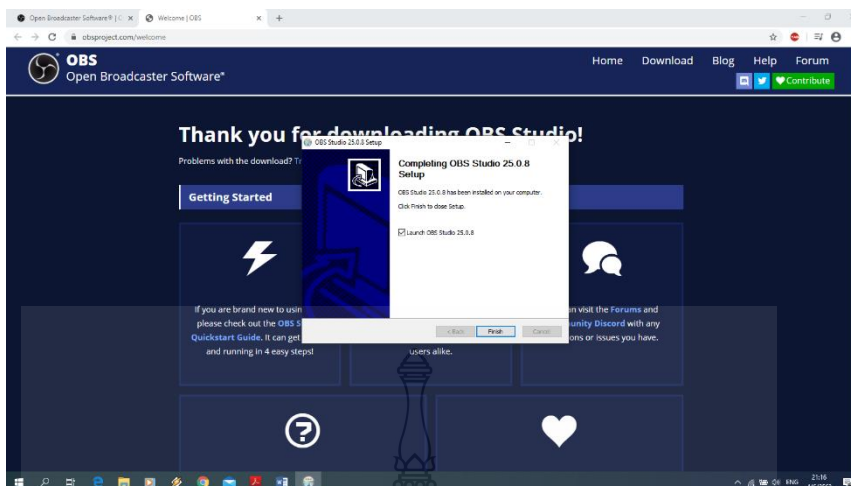 Open Broadcaster Software® | C
Welcome | OBS
obsproject.com/welcome
OBS
Open Broadcaster Software®
Home Download Blog Help Forum
Contribute
Thank you for downloading OBS Studio!
Problems with the download?
Getting Started
OBS Studio 25.0.8 Setup
Completing OBS Studio 25.0.8
Setup
OBS Studio 25.0.8 has been installed on your computer.
Click Finish to close Setup.
Launch OBS Studio 25.0.8
< Back Finish Cancel
If you are brand new to usin
please check out the OBS S
Quickstart Guide. It can get
and running in 4 easy steps!
users alike.
n visit the Forums and
unity Discord with any
ons or issues you have.
ENG
21:16